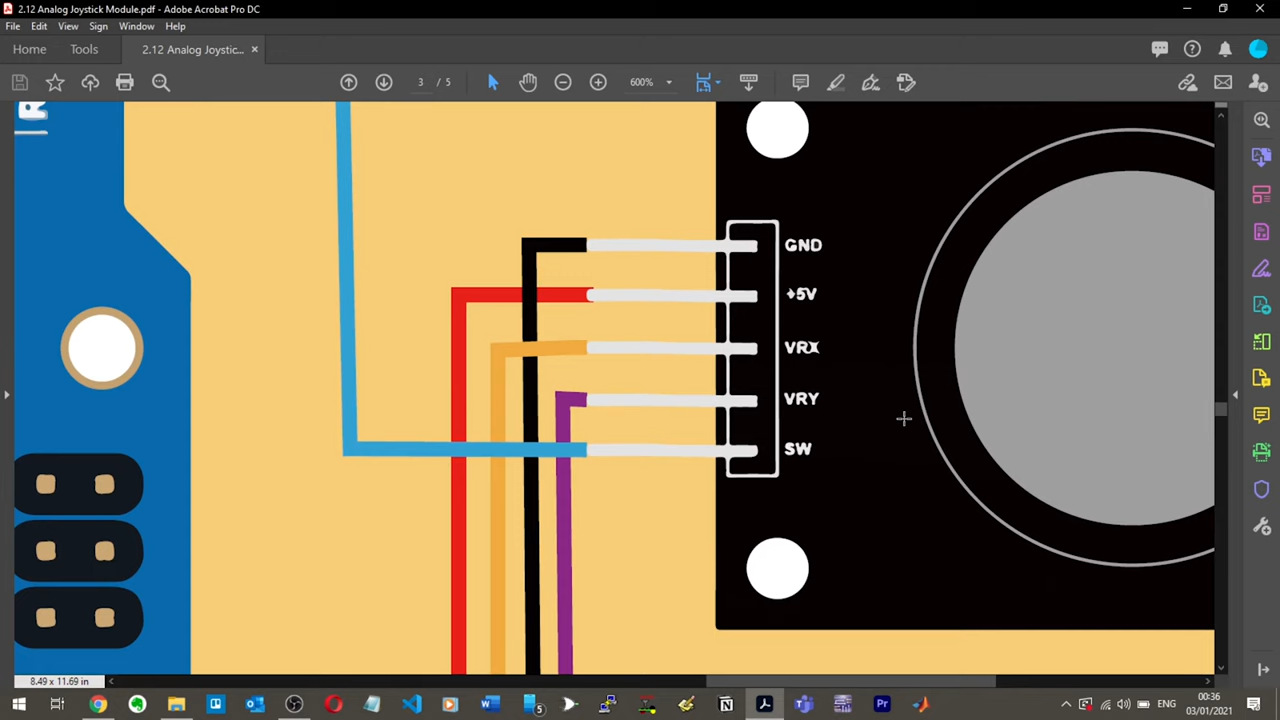 2.12 Analog Joystick Module.pdf - Adobe Acrobat Pro DC
File Edit View Sign Window Help
Home Tools 2.12 Analog Joystic...
3 / 5 600%
R
GND
+5V
VRX
VRY
SW
8.49 x 11.69 in
5
ENG
00:36
03/01/2021